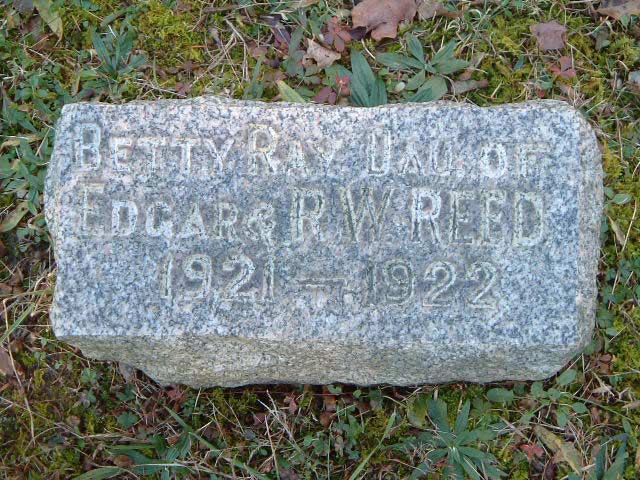 BETTY RAY DAU. OF
EDGAR & R W REED
1921 — 1922